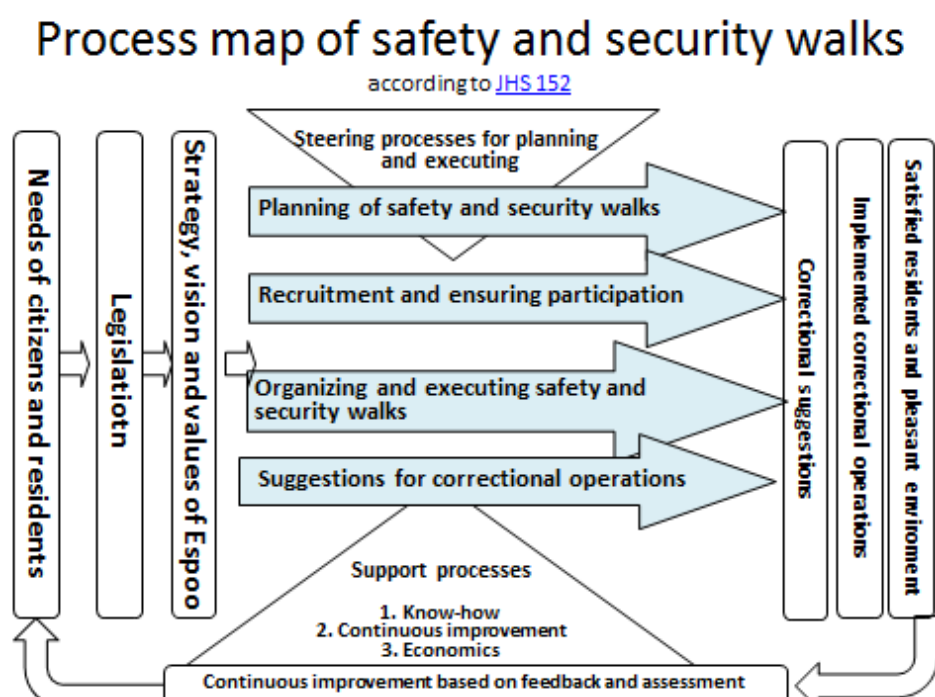 Process map of safety and security walks
according to JHS 152
Needs of citizens and residents
Legislatiotn
Strategy, vision and values of Espoo
Steering processes for planning
and executing
Planning of safety and security walks
Recruitment and ensuring participation
Organizing and executing safety and
security walks
Suggestions for correctional operations
Support processes
1. Know-how
2. Continuous improvement
3. Economics
Correctional suggestions
Implemented correctional operations
Satisfied residents and pleasant enviroment
Continuous improvement based on feedback and assessment